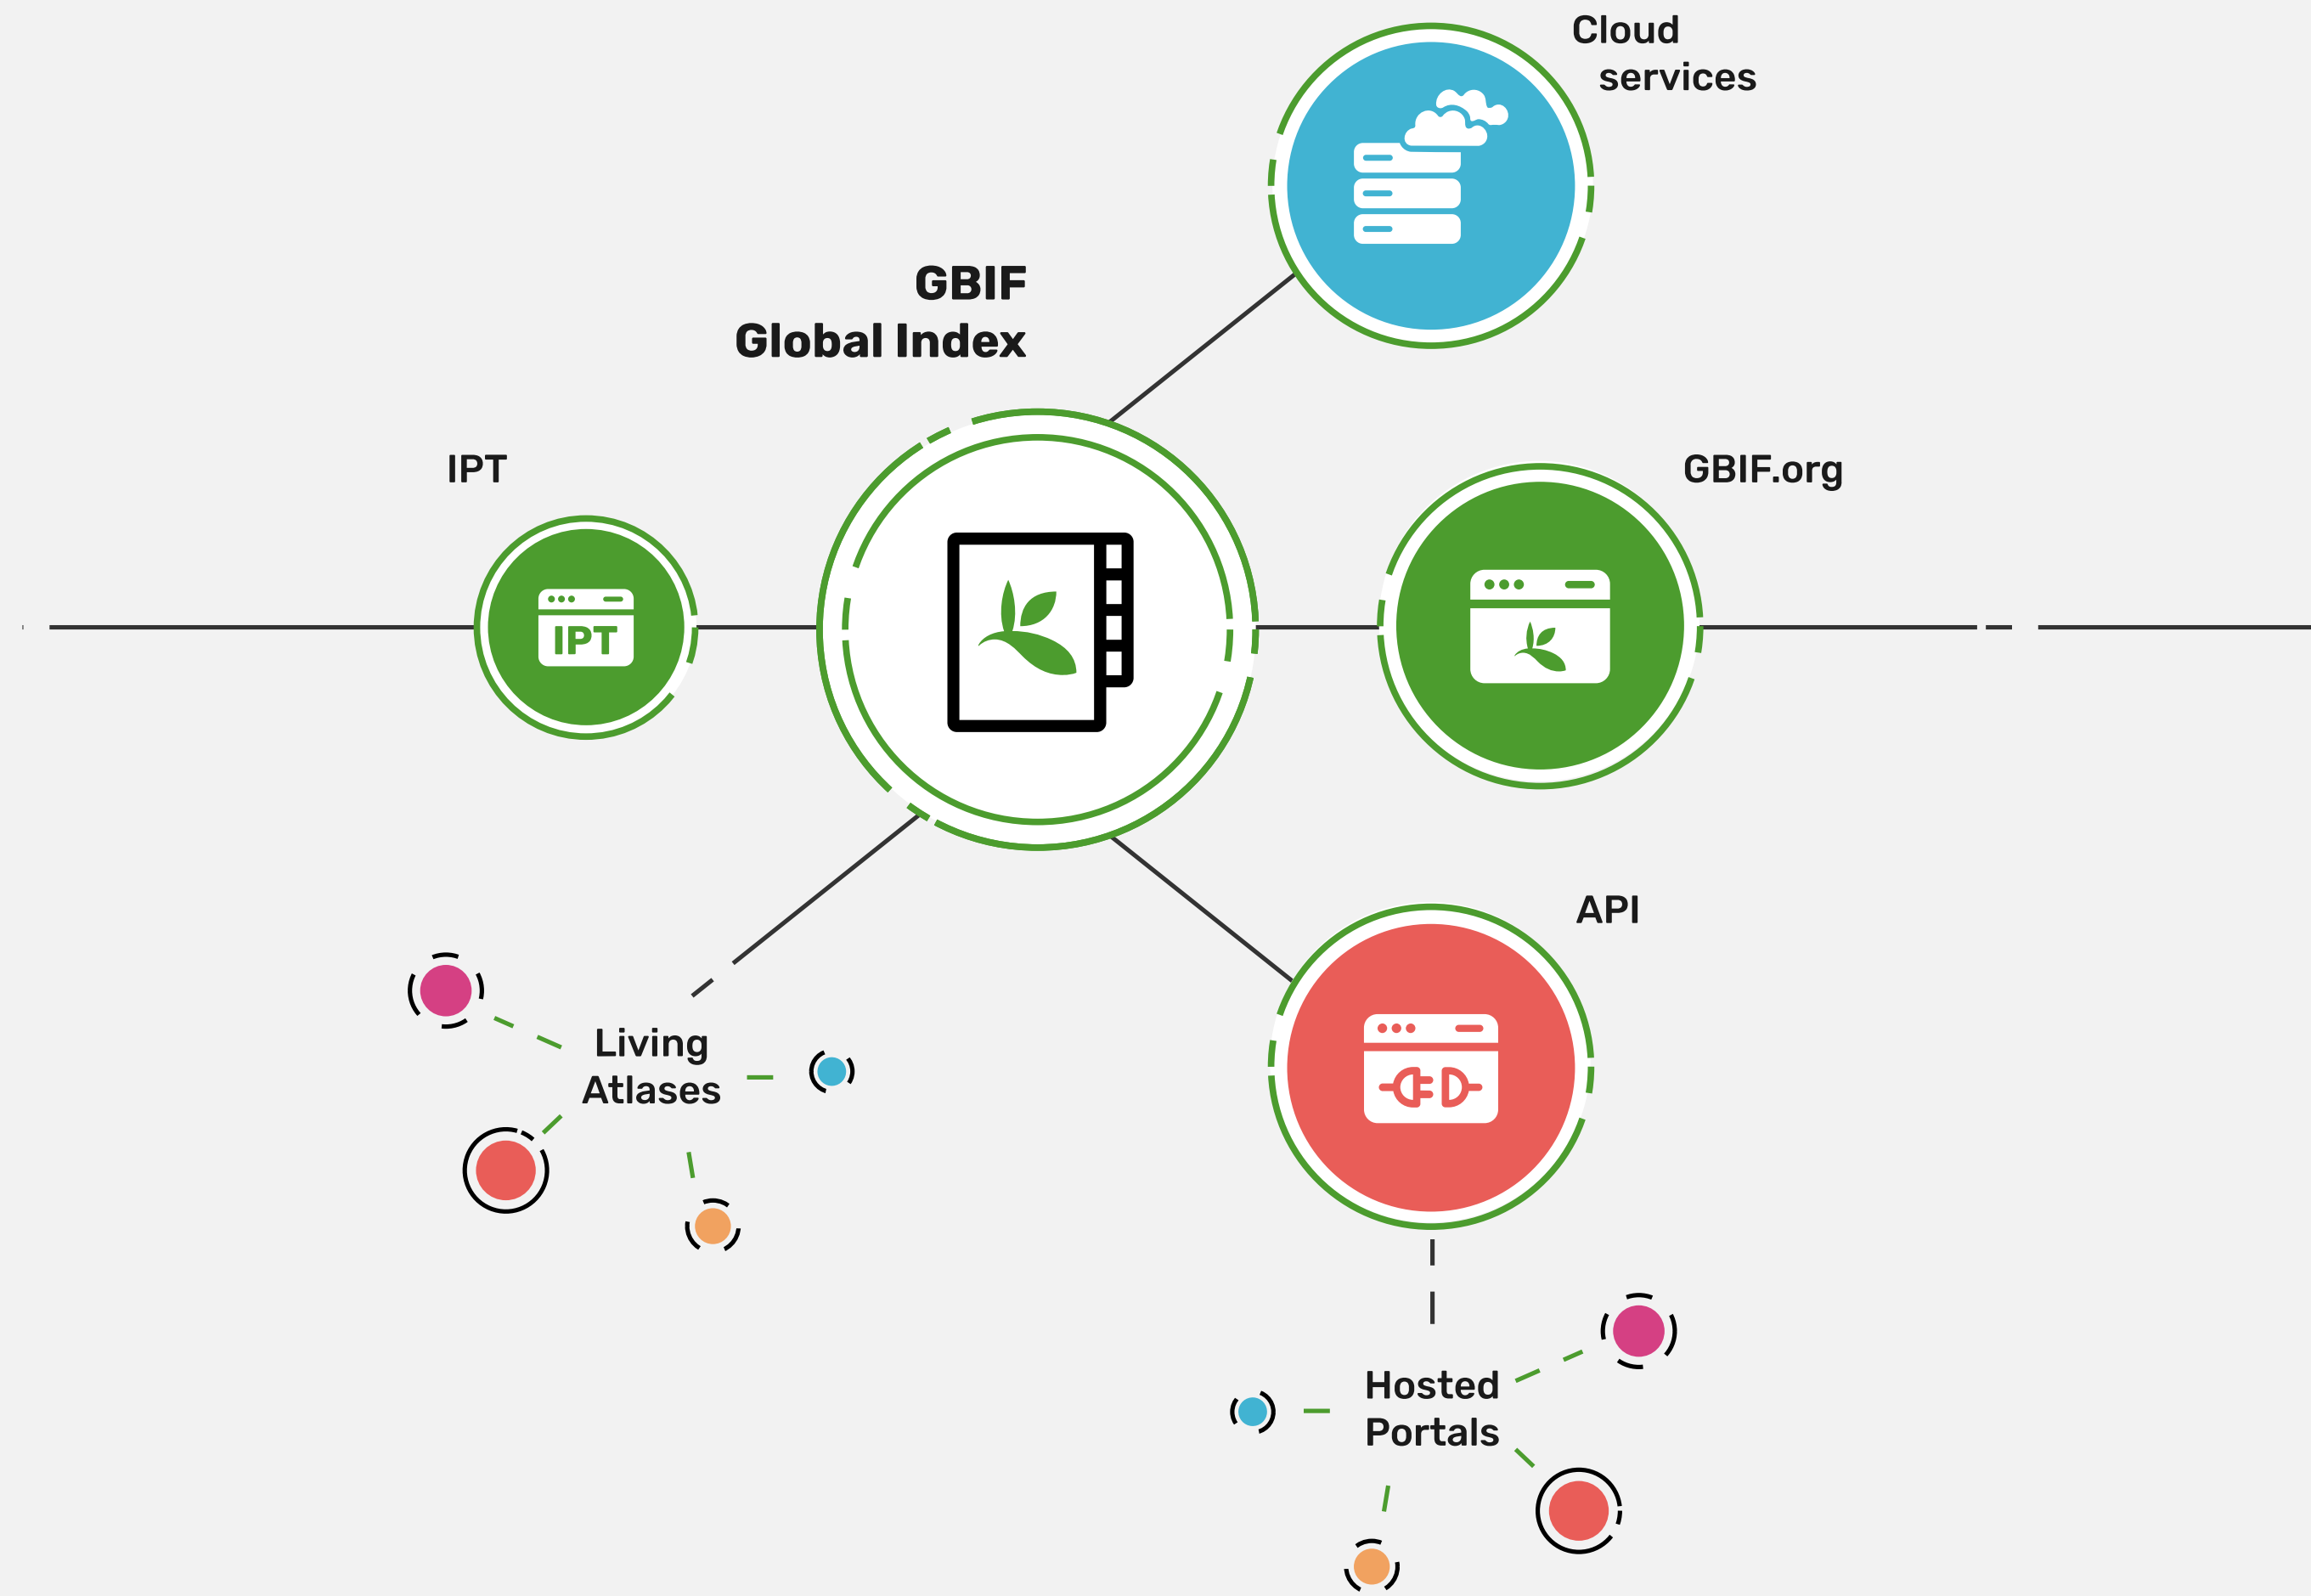 Cloud
services
GBIF
Global Index
IPT
GBIF.org
IPT
API
Living
Atlases
Hosted
Portals